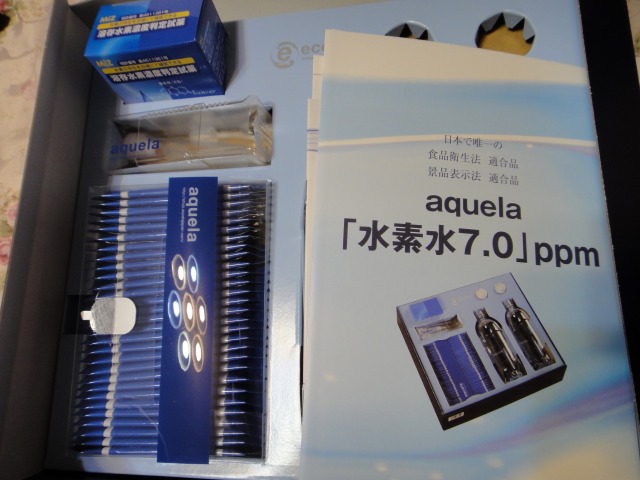 MiZ
溶存水素濃度判定試薬
MiZ
溶存水素濃度判定試薬
aquela
aquela
日本で唯一の
食品衛生法 適合品
景品表示法 適合品
aquela
「水素水7.0」ppm